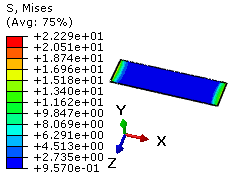 S, Mises
(Avg: 75%)
+2.229e+01
+2.051e+01
+1.874e+01
+1.696e+01
+1.518e+01
+1.340e+01
+1.162e+01
+9.847e+00
+8.069e+00
+6.291e+00
+4.513e+00
+2.735e+00
+9.570e-01
Y
X
Z